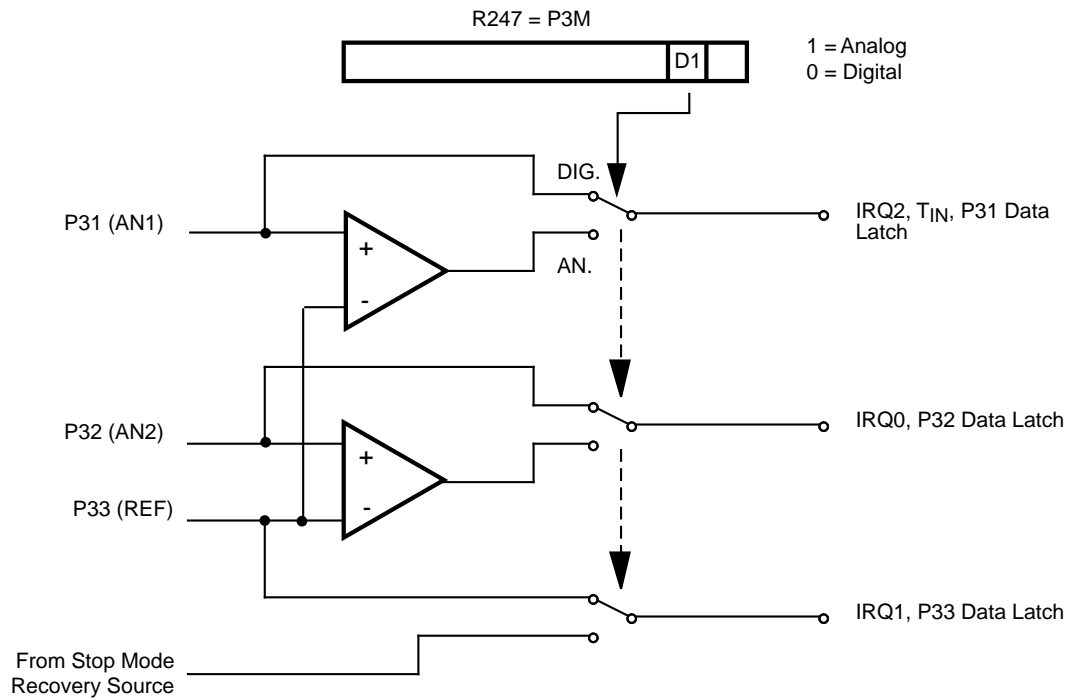 R247 = P3M
D1
1 = Analog
0 = Digital
DIG.
P31 (AN1)
+
-
AN.
IRQ2, TIN, P31 Data
Latch
P32 (AN2)
+
-
IRQ0, P32 Data Latch
P33 (REF)
IRQ1, P33 Data Latch
From Stop Mode
Recovery Source